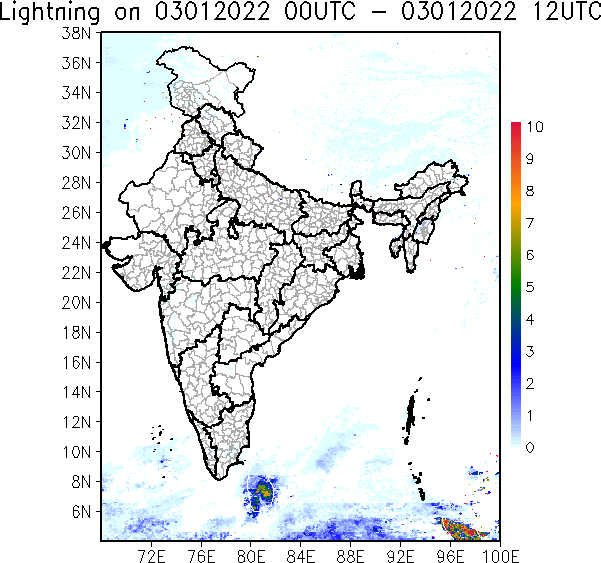 Lightning on 03012022 00UTC – 03012022 12UTC
38N
36N
34N
32N
30N
28N
26N
24N
22N
20N
18N
16N
14N
12N
10N
8N
6N
10
9
8
7
6
5
4
3
2
1
0
72E 76E 80E 84E 88E 92E 96E 100E